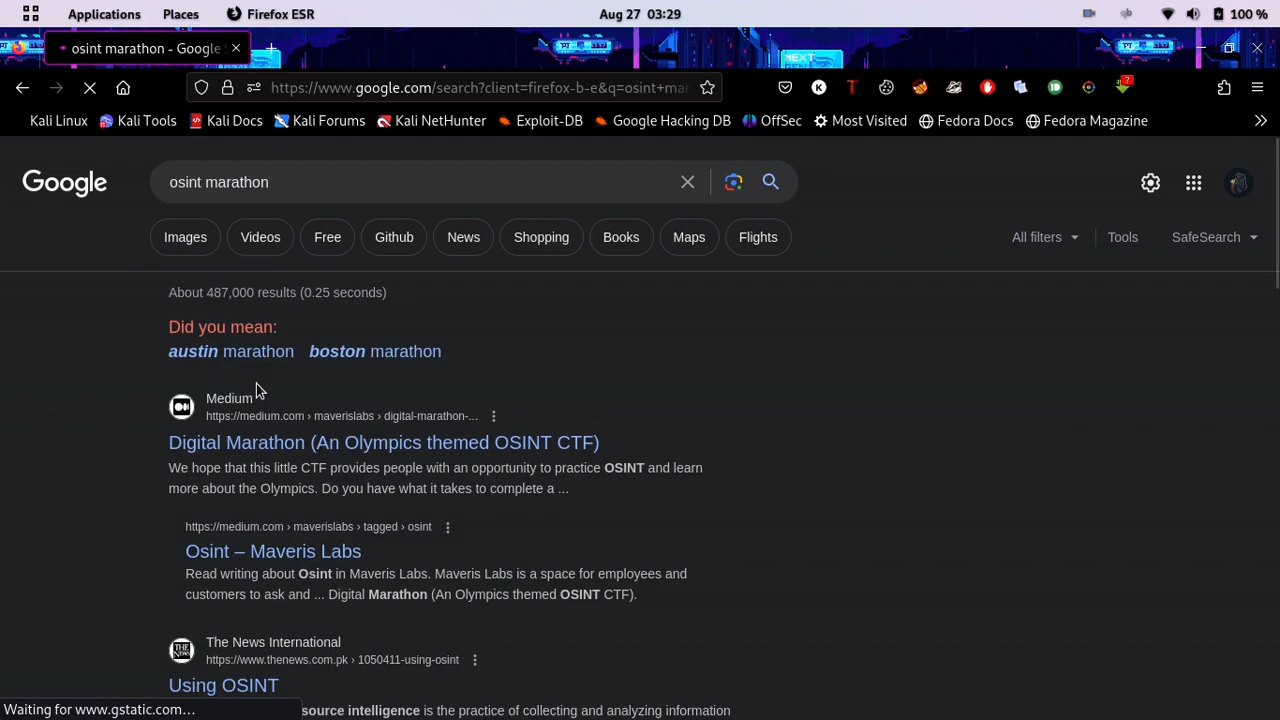 Applications Places Firefox ESR Aug 27 03:29 100 %
osint marathon - Google
NEXT
https://www.google.com/search?client=firefox-b-e&q=osint+mar
Kali Linux Kali Tools Kali Docs Kali Forums Kali NetHunter Exploit-DB Google Hacking DB OffSec Most Visited Fedora Docs Fedora Magazine
Google osint marathon
Images Videos Free Github News Shopping Books Maps Flights All filters Tools SafeSearch
About 487,000 results (0.25 seconds)
Did you mean:
austin marathon boston marathon
Medium
https://medium.com › maverislabs › digital-marathon-...
Digital Marathon (An Olympics themed OSINT CTF)
We hope that this little CTF provides people with an opportunity to practice OSINT and learn
more about the Olympics. Do you have what it takes to complete a ...
https://medium.com › maverislabs › tagged › osint
Osint – Maveris Labs
Read writing about Osint in Maveris Labs. Maveris Labs is a space for employees and
customers to ask and ... Digital Marathon (An Olympics themed OSINT CTF).
THE NEWS
The News International
https://www.thenews.com.pk › 1050411-using-osint
Using OSINT
source intelligence is the practice of collecting and analyzing information
Waiting for www.gstatic.com...